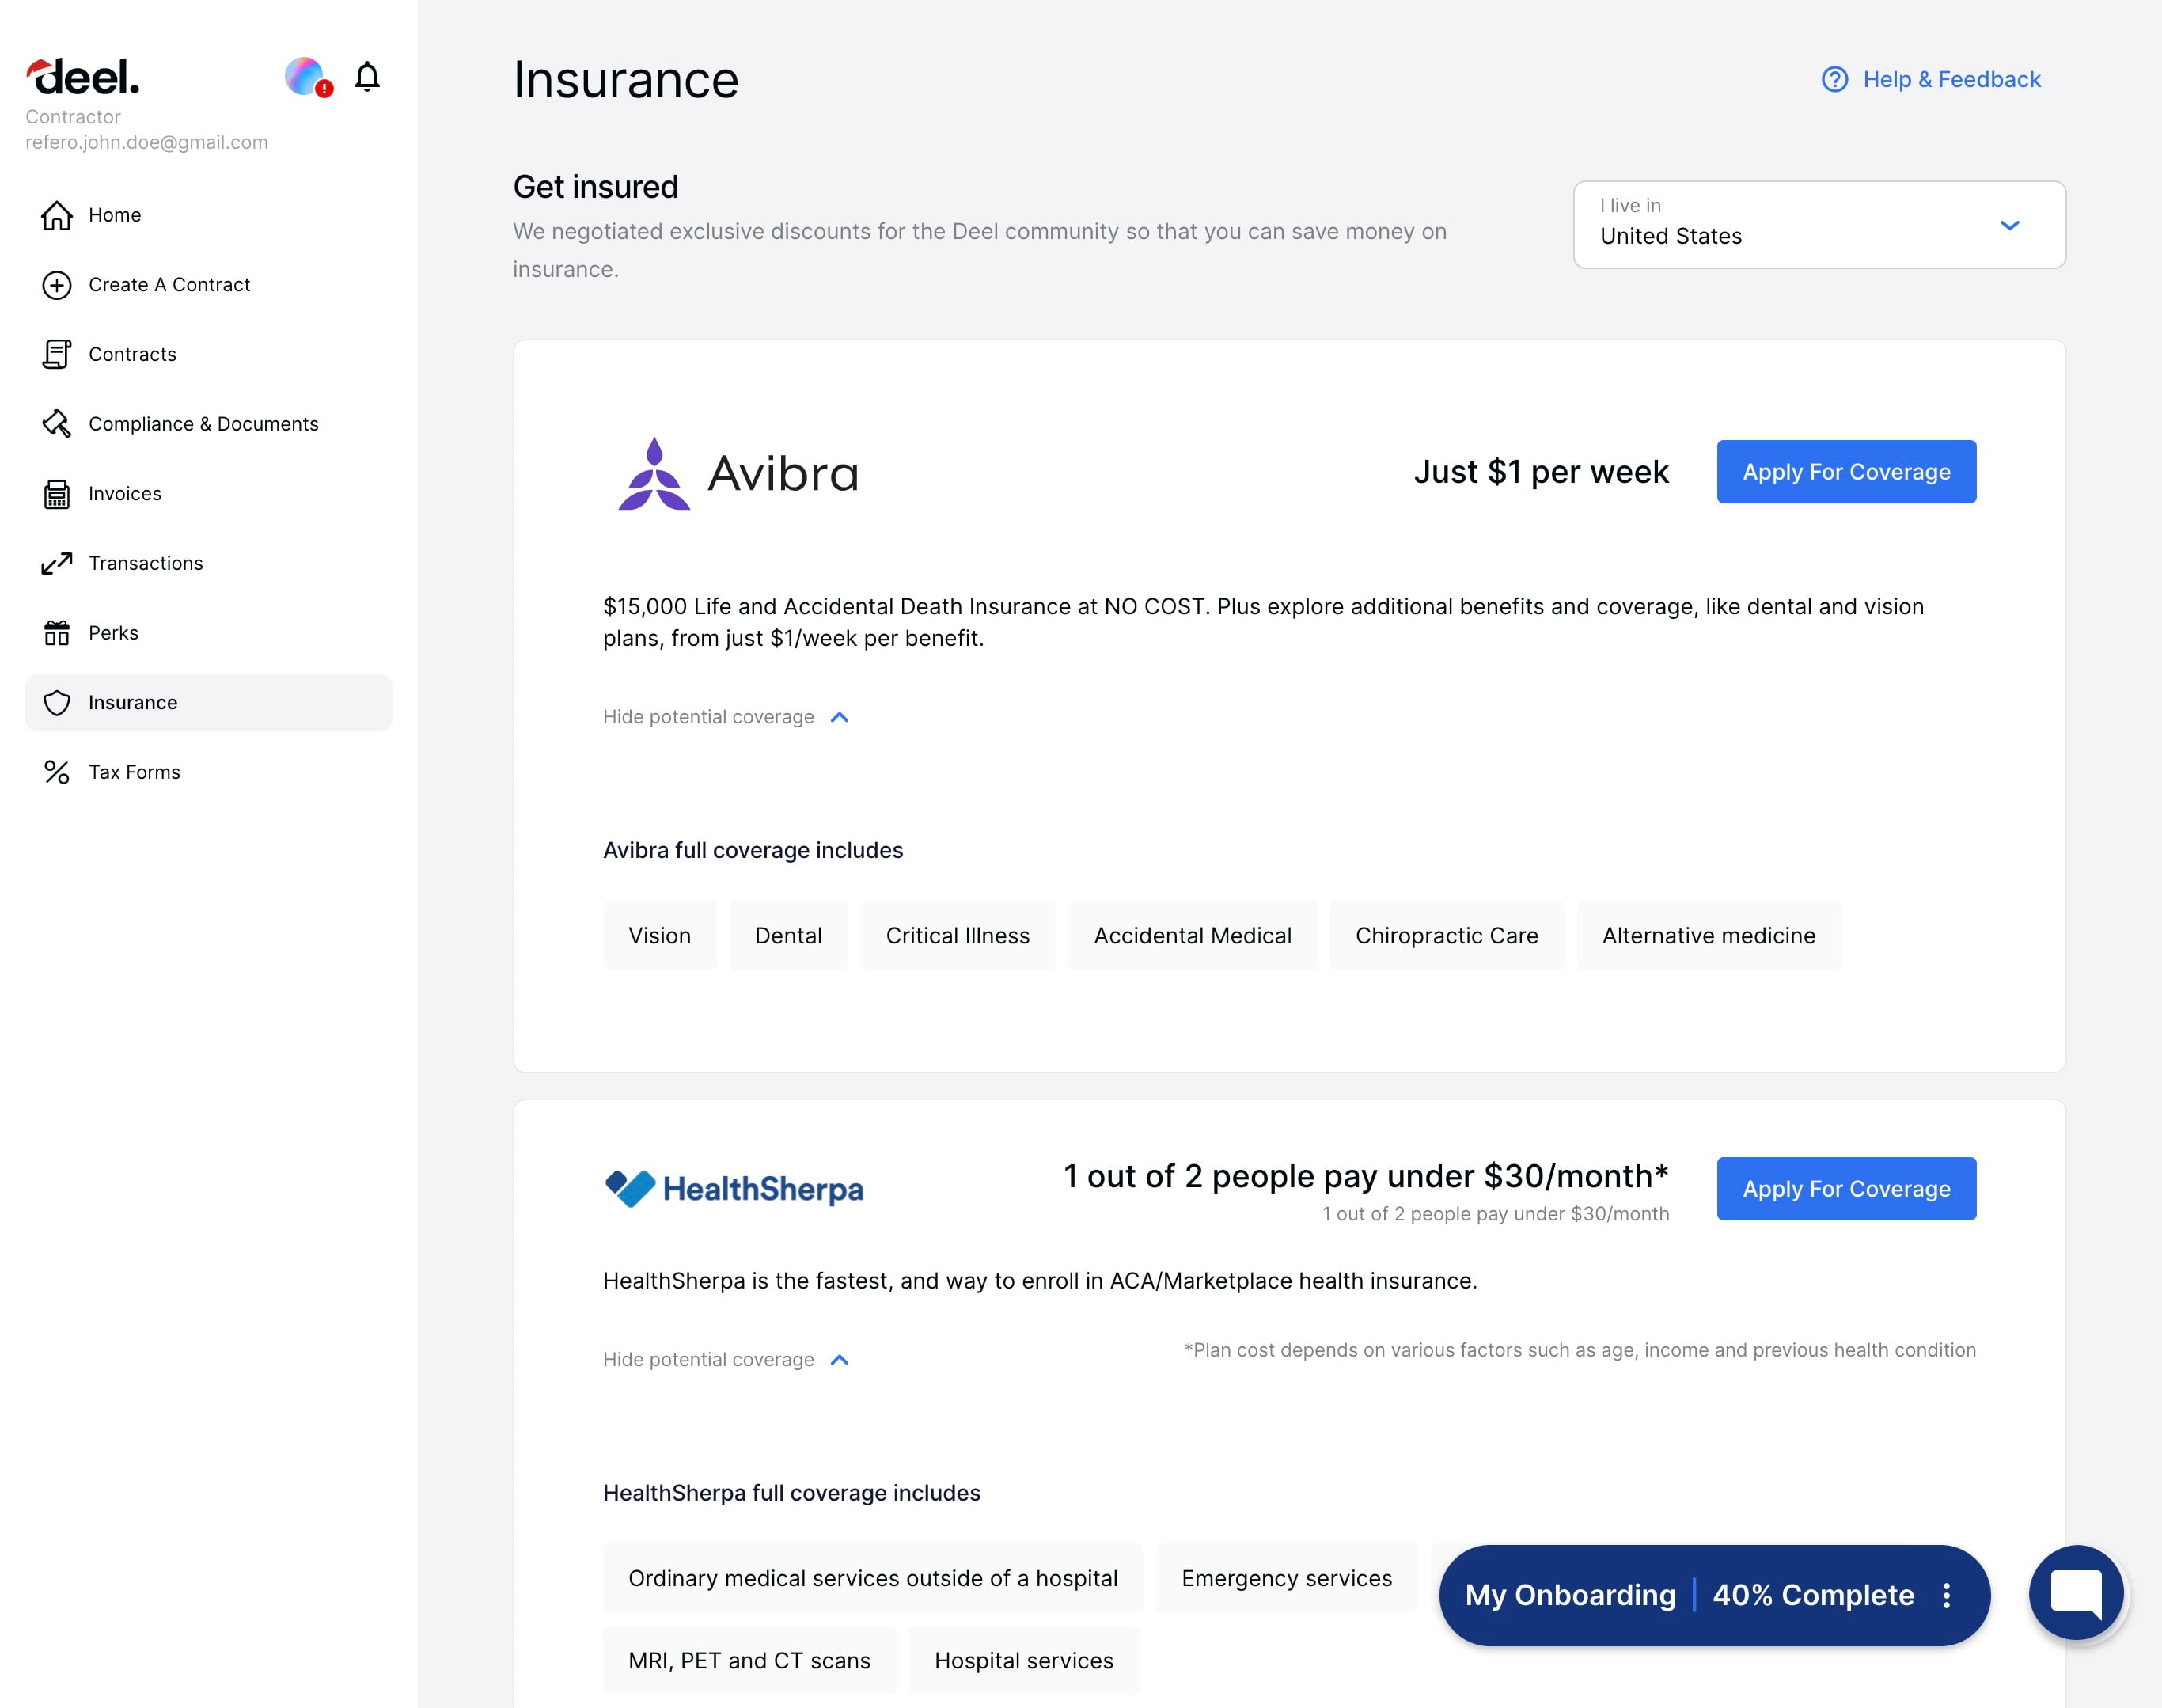 deel.
Contractor
refero.john.doe@gmail.com
Home
Create A Contract
Contracts
Compliance & Documents
Invoices
Transactions
Perks
Insurance
Tax Forms
Insurance
Help & Feedback
Get insured
We negotiated exclusive discounts for the Deel community so that you can save money on
insurance.
I live in
United States
Avibra
Just $1 per week
Apply For Coverage
$15,000 Life and Accidental Death Insurance at NO COST. Plus explore additional benefits and coverage, like dental and vision
plans, from just $1/week per benefit.
Hide potential coverage
Avibra full coverage includes
Vision
Dental
Critical Illness
Accidental Medical
Chiropractic Care
Alternative medicine
HealthSherpa
1 out of 2 people pay under $30/month*
1 out of 2 people pay under $30/month
Apply For Coverage
HealthSherpa is the fastest, and way to enroll in ACA/Marketplace health insurance.
Hide potential coverage
*Plan cost depends on various factors such as age, income and previous health condition
HealthSherpa full coverage includes
Ordinary medical services outside of a hospital
Emergency services
MRI, PET and CT scans
Hospital services
My Onboarding | 40% Complete